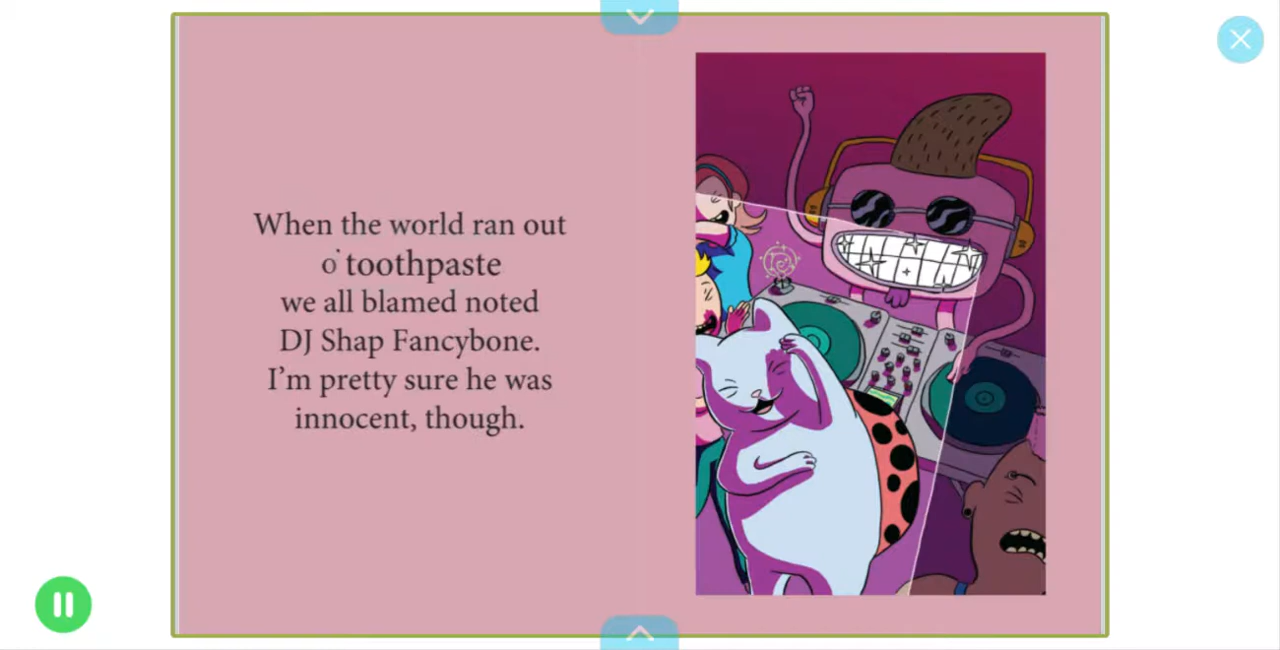 When the world ran out
o' toothpaste
we all blamed noted
DJ Shap Fancybone.
I'm pretty sure he was
innocent, though.